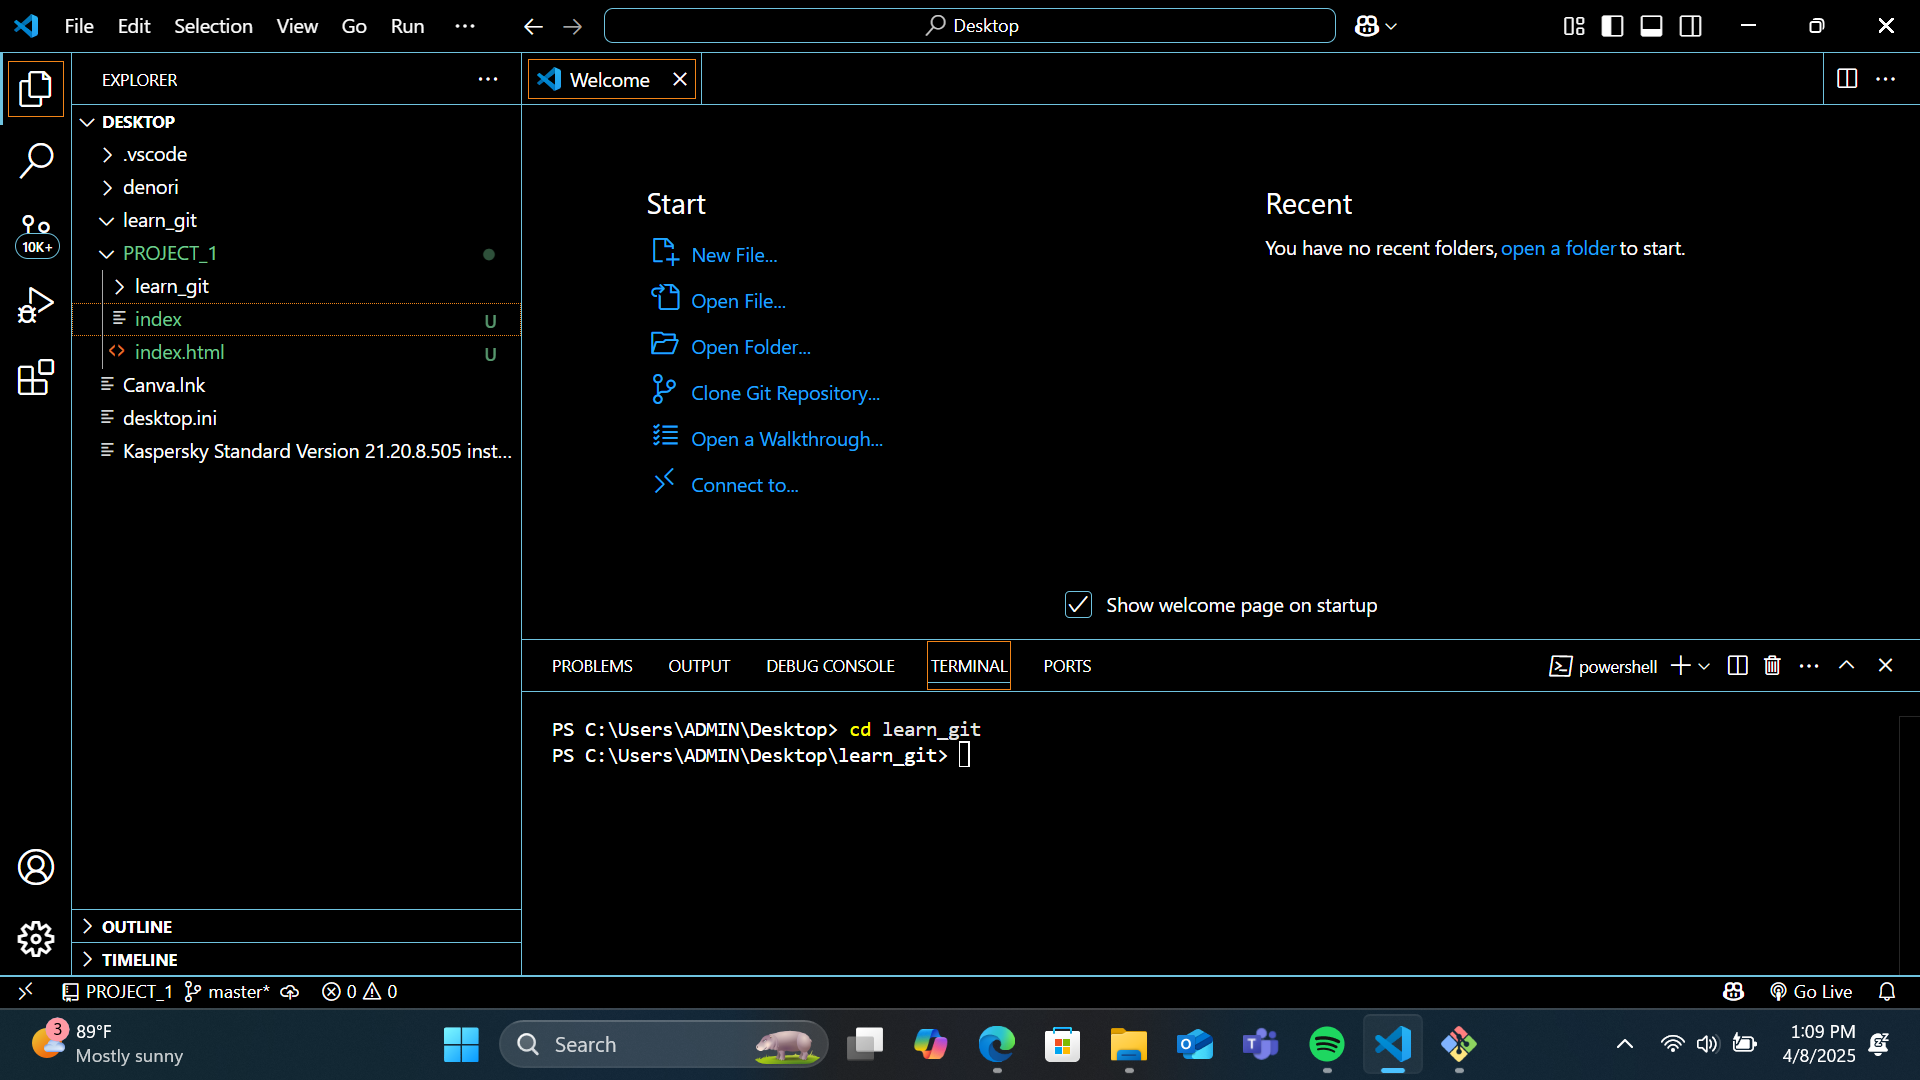 File Edit Selection View Go Run ··· Desktop
EXPLORER ···
Welcome
DESKTOP
.vscode
denori
learn_git
PROJECT_1
learn_git
index U
index.html U
Canva.lnk
desktop.ini
Kaspersky Standard Version 21.20.8.505 inst...
10K+
OUTLINE
TIMELINE
Start
New File...
Open File...
Open Folder...
Clone Git Repository...
Open a Walkthrough...
Connect to...
Recent
You have no recent folders, open a folder to start.
Show welcome page on startup
PROBLEMS OUTPUT DEBUG CONSOLE TERMINAL PORTS powershell
PS C:\Users\ADMIN\Desktop> cd learn_git
PS C:\Users\ADMIN\Desktop\learn_git>
PROJECT_1 master* 0 0 Go Live
3 89°F
Mostly sunny
Search
1:09 PM
4/8/2025